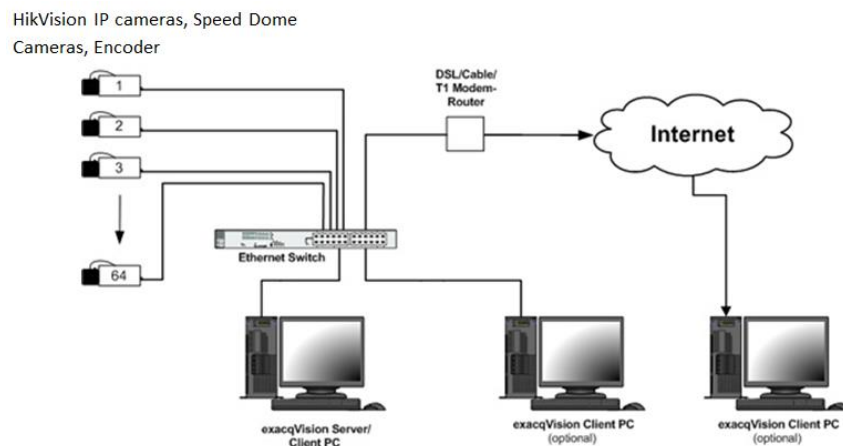 HikVision IP cameras, Speed Dome
Cameras, Encoder
1
2
3
64
DSL/Cable/
T1 Modem-
Router
Internet
Ethernet Switch
exacqVision Server/
Client PC
exacqVision Client PC
(optional)
exacqVision Client PC
(optional)